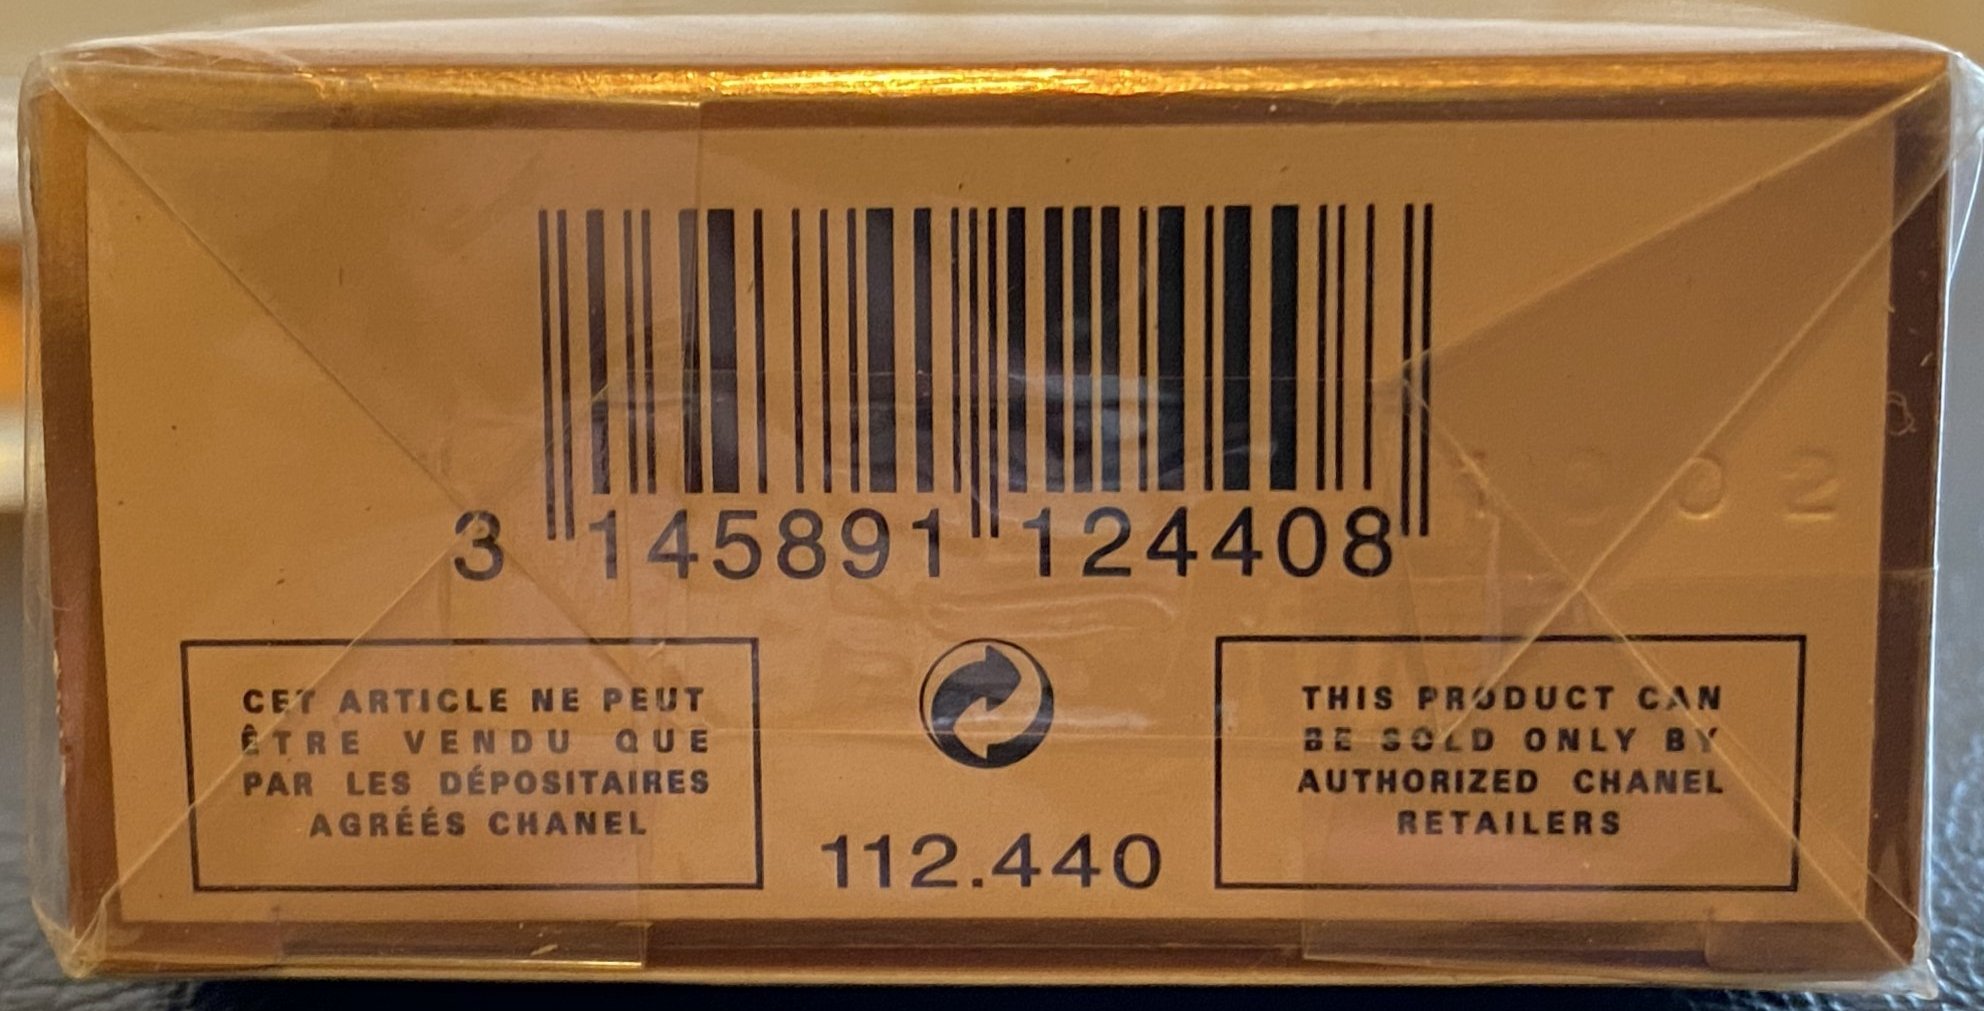 3 145891 124408
CET ARTICLE NE PEUT
ÊTRE VENDU QUE
PAR LES DÉPOSITAIRES
AGRÉÉS CHANEL
112.440
THIS PRODUCT CAN
BE SOLD ONLY BY
AUTHORIZED CHANEL
RETAILERS